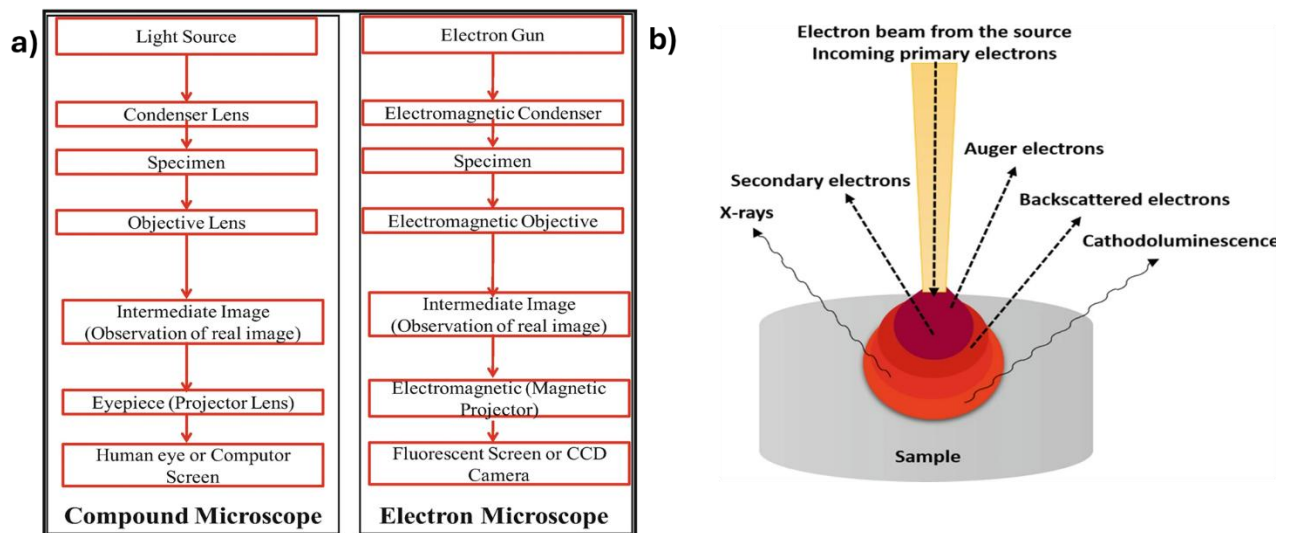 a)
Light Source
Condenser Lens
Specimen
Objective Lens
Intermediate Image
(Observation of real image)
Eyepiece (Projector Lens)
Human eye or Computor
Screen
Compound Microscope
Electron Gun
Electromagnetic Condenser
Specimen
Electromagnetic Objective
Intermediate Image
(Observation of real image)
Electromagnetic (Magnetic
Projector)
Fluorescent Screen or CCD
Camera
Electron Microscope
b)
Electron beam from the source
Incoming primary electrons
Auger electrons
Secondary electrons
Backscattered electrons
X-rays
Cathodoluminescence
Sample